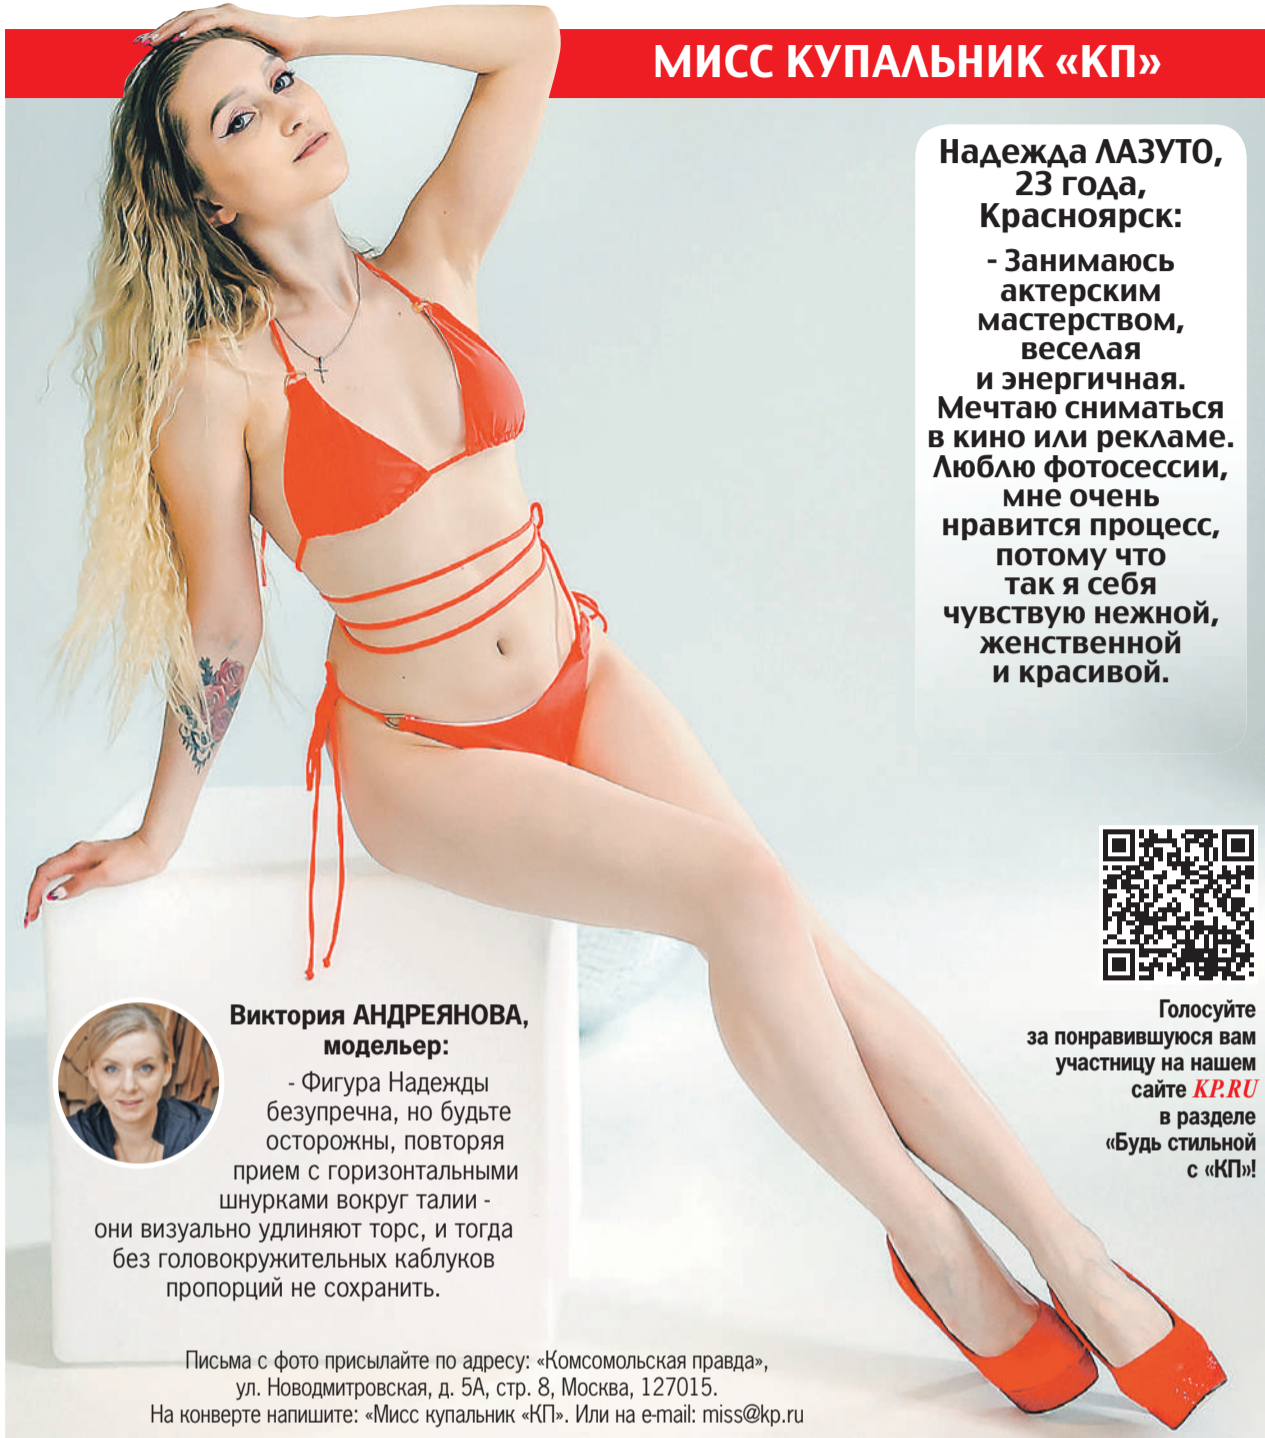 МИСС КУПАЛЬНИК «КП»
Надежда ЛАЗУТО,
23 года,
Красноярск:
- Занимаюсь
актерским
мастерством,
веселая
и энергичная.
Мечтаю сниматься
в кино или рекламе.
Люблю фотосессии,
мне очень
нравится процесс,
потому что
так я себя
чувствую нежной,
женственной
и красивой.
Голосуйте
за понравившуюся вам
участницу на нашем
сайте KP.RU
в разделе
«Будь стильной
с «КП»!
Виктория АНДРЕЯНОВА,
модельер:
- Фигура Надежды
безупречна, но будьте
осторожны, повторяя
прием с горизонтальными
шнурками вокруг талии -
они визуально удлиняют торс, и тогда
без головокружительных каблуков
пропорций не сохранить.
Письма с фото присылайте по адресу: «Комсомольская правда»,
ул. Новодмитровская, д. 5А, стр. 8, Москва, 127015.
На конверте напишите: «Мисс купальник «КП». Или на e-mail: miss@kp.ru